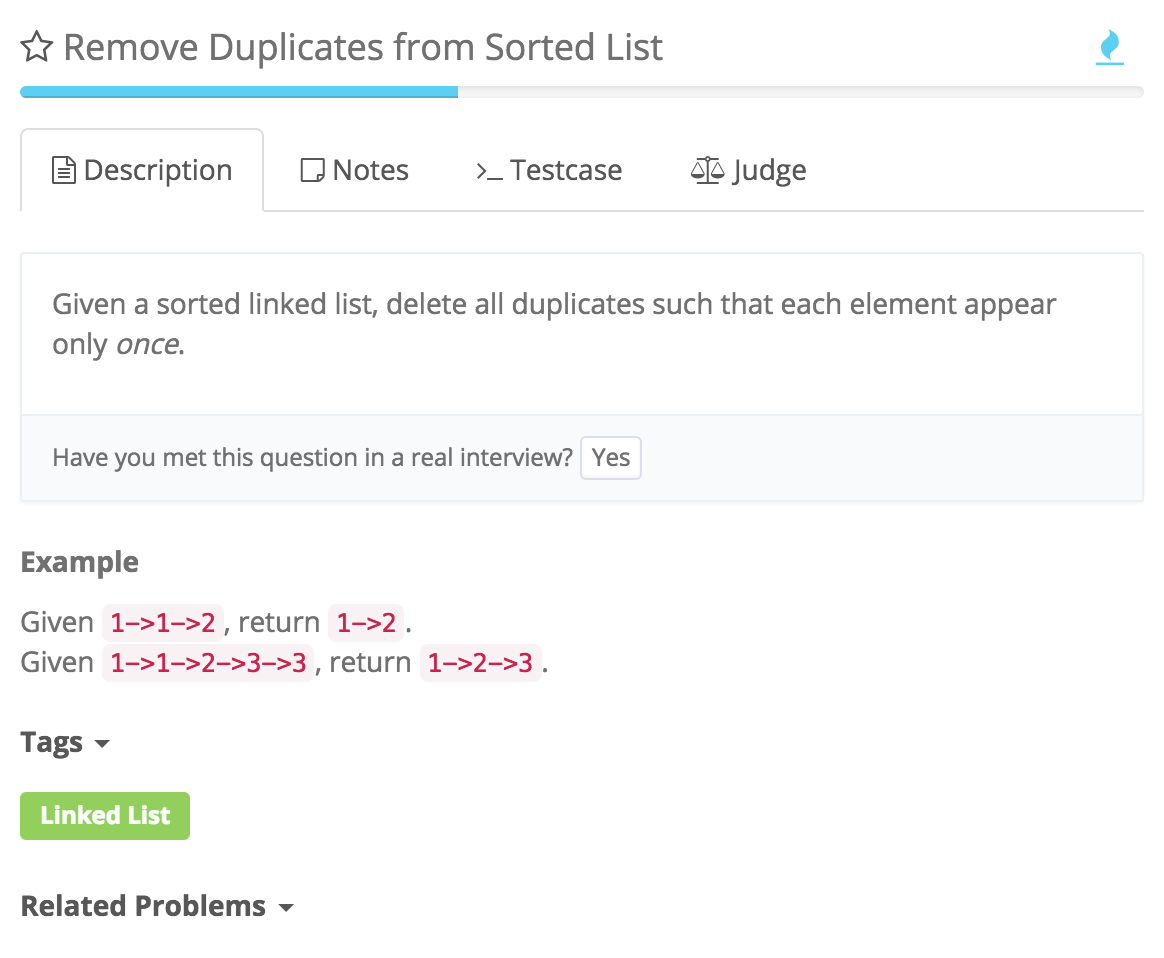 Remove Duplicates from Sorted List
Description Notes >_ Testcase Judge
Given a sorted linked list, delete all duplicates such that each element appear
only once.
Have you met this question in a real interview? Yes
Example
Given 1->1->2, return 1->2.
Given 1->1->2->3->3, return 1->2->3.
Tags
Linked List
Related Problems